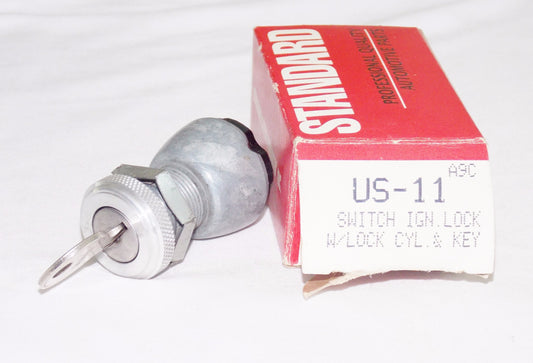 STANDARD
PROFESSIONAL QUALITY
AUTOMOTIVE PARTS
A9C
US-11
SWITCH IGN.LOCK
W/LOCK CYL.& KEY